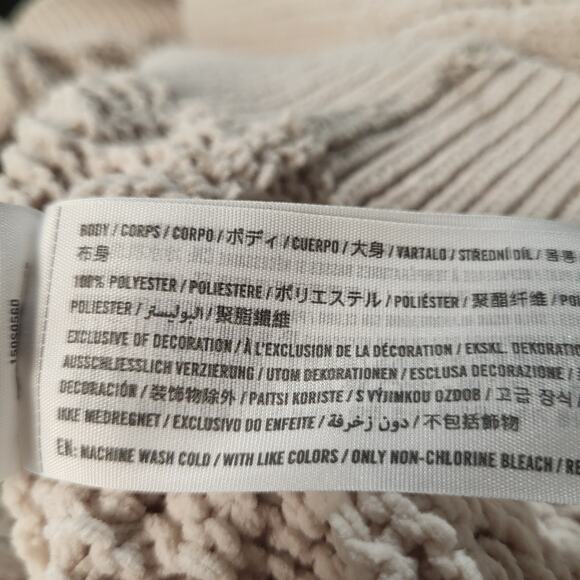 BODY / CORPS / CORPO / ボディ / CUERPO / 大身 / VARTALO / STŘEDNÍ DÍL / 몸통
布身
100% POLYESTER / POLIESTERE / ポリエステル / POLIÉSTER / 聚酯纤维 /
POLIESTER / البوليستر / 聚脂纖維
EXCLUSIVE OF DECORATION / À L'EXCLUSION DE LA DÉCORATION / EKSKL. DEKORATIO
AUSSCHLIESSLICH VERZIERUNG / UTOM DEKORATIONEN / ESCLUSA DECORAZIONE /
DECORACIÓN / 装饰物除外 / PAITSI KORISTE / S VÝJIMKOU OZDOB / 고급 장식 /
IKKE MEDREGNET / EXCLUSIVO DO ENFEITE / دون زخرفة / 不包括飾物
EN: MACHINE WASH COLD / WITH LIKE COLORS / ONLY NON-CHLORINE BLEACH / RE